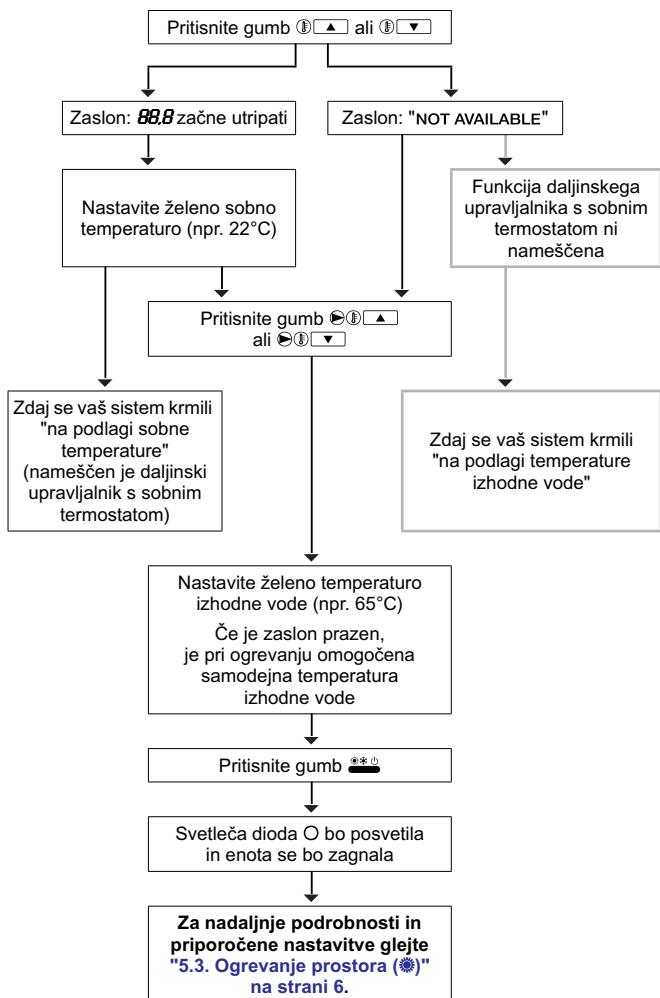 Pritisnite gumb ▲ ali ▼
Zaslon: 88,8 začne utripati
Zaslon: "NOT AVAILABLE"
Nastavite želeno sobno
temperaturo (npr. 22°C)
Funkcija daljinskega
upravljalnika s sobnim
termostatom ni
nameščena
Pritisnite gumb ▲
ali ▼
Zdaj se vaš sistem krmili
"na podlagi sobne
temperature"
(nameščen je daljinski
upravljalnik s sobnim
termostatom)
Zdaj se vaš sistem krmili
"na podlagi temperature
izhodne vode"
Nastavite želeno temperaturo
izhodne vode (npr. 65°C)
Če je zaslon prazen,
je pri ogrevanju omogočena
samodejna temperatura
izhodne vode
Pritisnite gumb
Svetleča dioda O bo posvetila
in enota se bo zagnala
Za nadaljnje podrobnosti in
priporočene nastavitve glejte
"5.3. Ogrevanje prostora (☀)"
na strani 6.